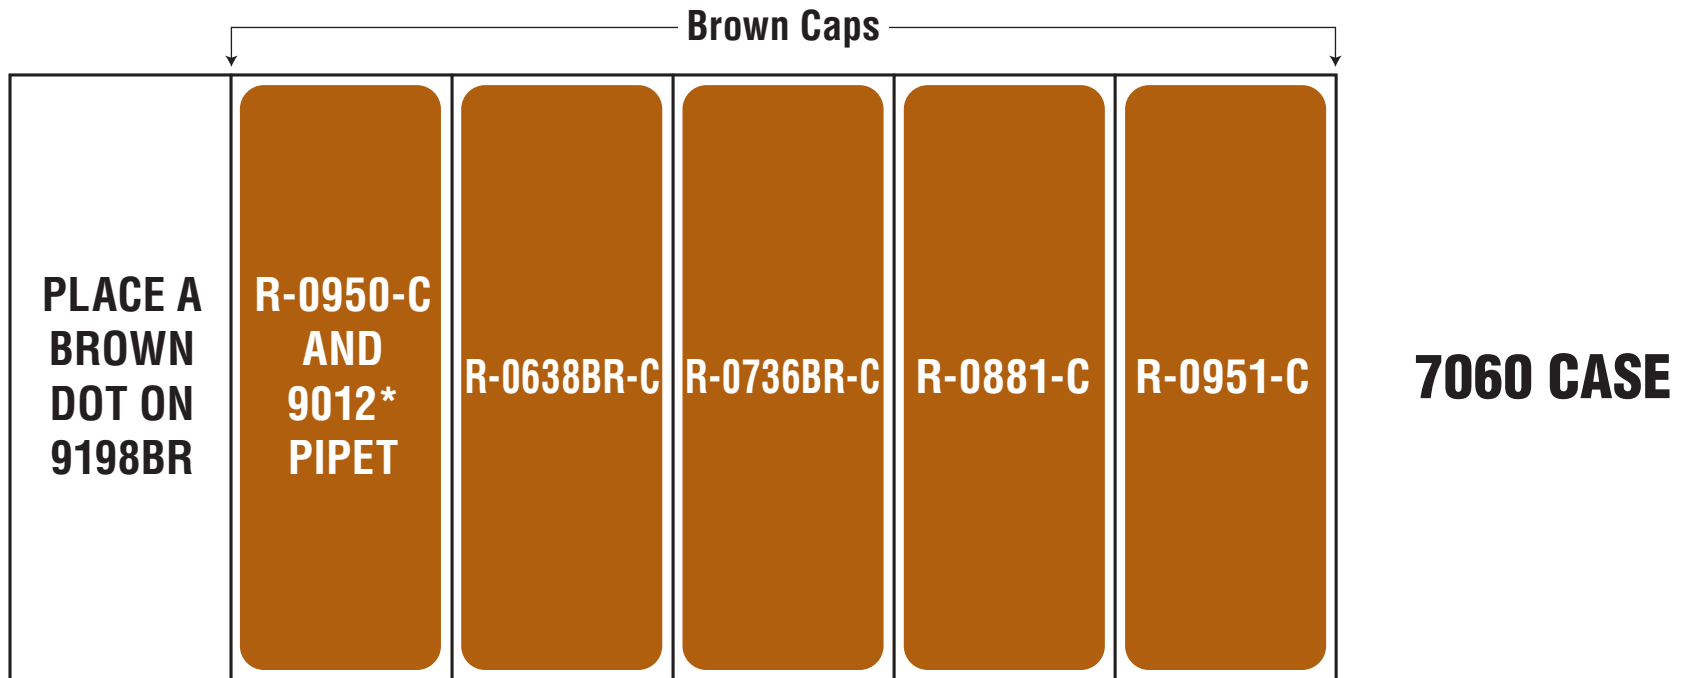 Brown Caps
PLACE A
BROWN
DOT ON
9198BR
R-0950-C
AND
9012*
PIPET
R-0638BR-C
R-0736BR-C
R-0881-C
R-0951-C
7060 CASE